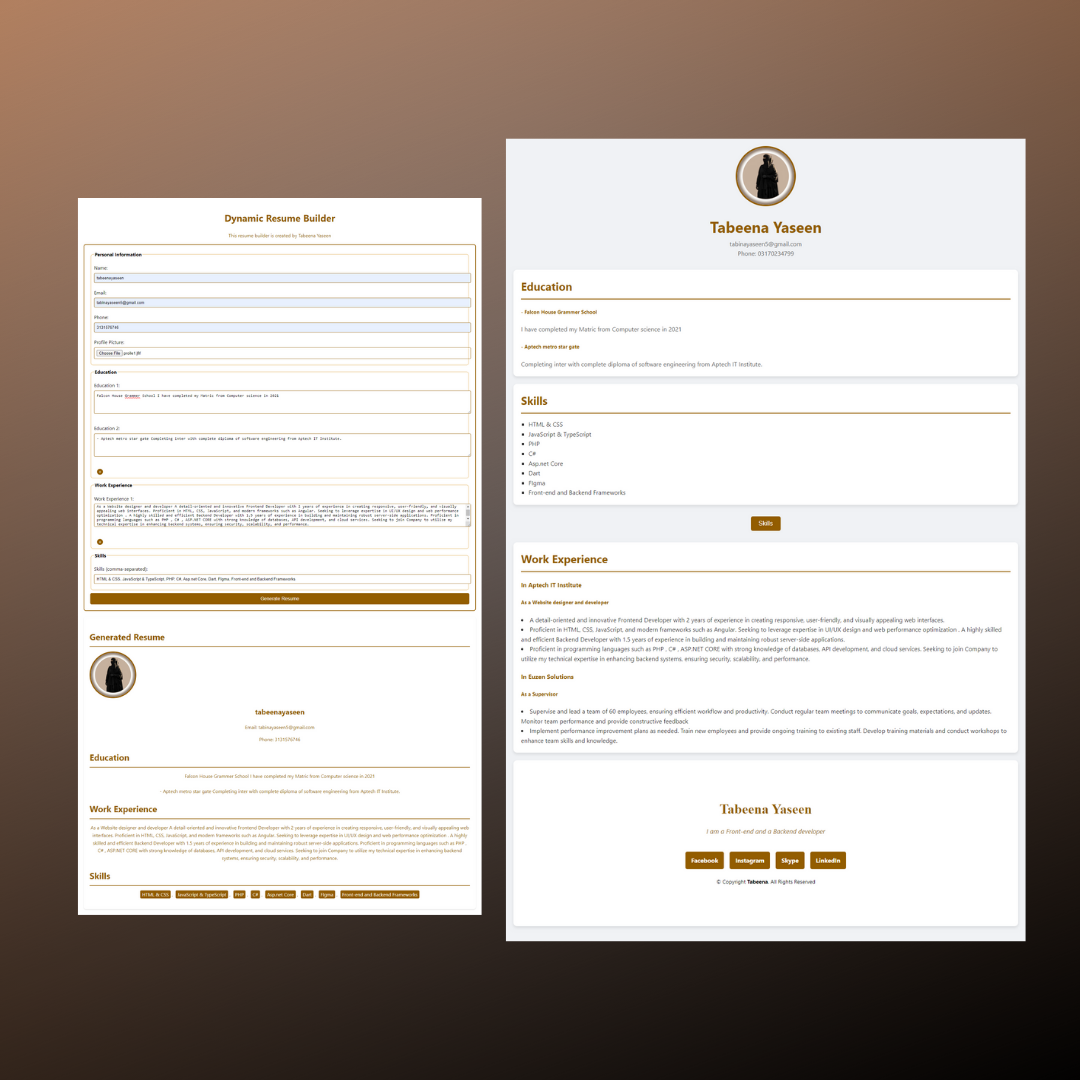 Dynamic Resume Builder
This resume builder is created by Tabeena Yaseen
Personal Information
Name:
tabeenayaseen
Email:
tabinayaseen5@gmail.com
Phone:
2131570746
Profile Picture:
Choose File profile1.jfif
Education
Education 1:
Falcon House Grammer School I have completed my Matric from Computer science in 2021
Education 2:
- Aptech metro star gate Completing inter with complete diploma of software engineering from Aptech IT Institute.
+
Work Experience
Work Experience 1:
As a Website designer and developer A detail-oriented and innovative Frontend Developer with 2 years of experience in creating responsive, user-friendly, and visually
appealing web interfaces. Proficient in HTML, CSS, JavaScript, and modern frameworks such as Angular. Seeking to leverage expertise in UI/UX design and web performance
optimization . A highly skilled and efficient Backend Developer with 1.5 years of experience in building and maintaining robust server-side applications. Proficient in
programming languages such as PHP , C# , ASP.NET CORE with strong knowledge of databases, API development, and cloud services. Seeking to join Company to utilize my
technical expertise in enhancing backend systems, ensuring security, scalability, and performance.
+
Skills
Skills (comma-separated):
HTML & CSS, JavaScript & TypeScript, PHP, C#, Asp.net Core, Dart, Figma, Front-end and Backend Frameworks
Generate Resume
Generated Resume
tabeenayaseen
Email: tabinayaseen5@gmail.com
Phone: 2131570746
Education
Falcon House Grammer School I have completed my Matric from Computer science in 2021
- Aptech metro star gate Completing inter with complete diploma of software engineering from Aptech IT Institute.
Work Experience
As a Website designer and developer A detail-oriented and innovative Frontend Developer with 2 years of experience in creating responsive, user-friendly, and visually appealing web
interfaces. Proficient in HTML, CSS, JavaScript, and modern frameworks such as Angular. Seeking to leverage expertise in UI/UX design and web performance optimization . A highly
skilled and efficient Backend Developer with 1.5 years of experience in building and maintaining robust server-side applications. Proficient in programming languages such as PHP
, C# , ASP.NET CORE with strong knowledge of databases, API development, and cloud services. Seeking to join Company to utilize my technical expertise in enhancing backend
systems, ensuring security, scalability, and performance.
Skills
HTML & CSS JavaScript & TypeScript PHP C# Asp.net Core Dart Figma Front-end and Backend Frameworks
Tabeena Yaseen
tabinayaseen5@gmail.com
Phone: 03170234799
Education
- Falcon House Grammer School
I have completed my Matric from Computer science in 2021
- Aptech metro star gate
Completing inter with complete diploma of software engineering from Aptech IT Institute.
Skills
HTML & CSS
JavaScript & TypeScript
PHP
C#
Asp.net Core
Dart
Figma
Front-end and Backend Frameworks
Skills
Work Experience
In Aptech IT Institute
As a Website designer and developer
• A detail-oriented and innovative Frontend Developer with 2 years of experience in creating responsive, user-friendly, and visually appealing web interfaces.
• Proficient in HTML, CSS, JavaScript, and modern frameworks such as Angular. Seeking to leverage expertise in UI/UX design and web performance optimization . A highly skilled
and efficient Backend Developer with 1.5 years of experience in building and maintaining robust server-side applications.
• Proficient in programming languages such as PHP , C# , ASP.NET CORE with strong knowledge of databases, API development, and cloud services. Seeking to join Company to
utilize my technical expertise in enhancing backend systems, ensuring security, scalability, and performance.
In Euzen Solutions
As a Supervisor
• Supervise and lead a team of 60 employees, ensuring efficient workflow and productivity. Conduct regular team meetings to communicate goals, expectations, and updates.
Monitor team performance and provide constructive feedback
• Implement performance improvement plans as needed. Train new employees and provide ongoing training to existing staff. Develop training materials and conduct workshops to
enhance team skills and knowledge.
Tabeena Yaseen
I am a Front-end and a Backend developer
Facebook Instagram Skype Linkedin
© Copyright Tabeena. All Rights Reserved